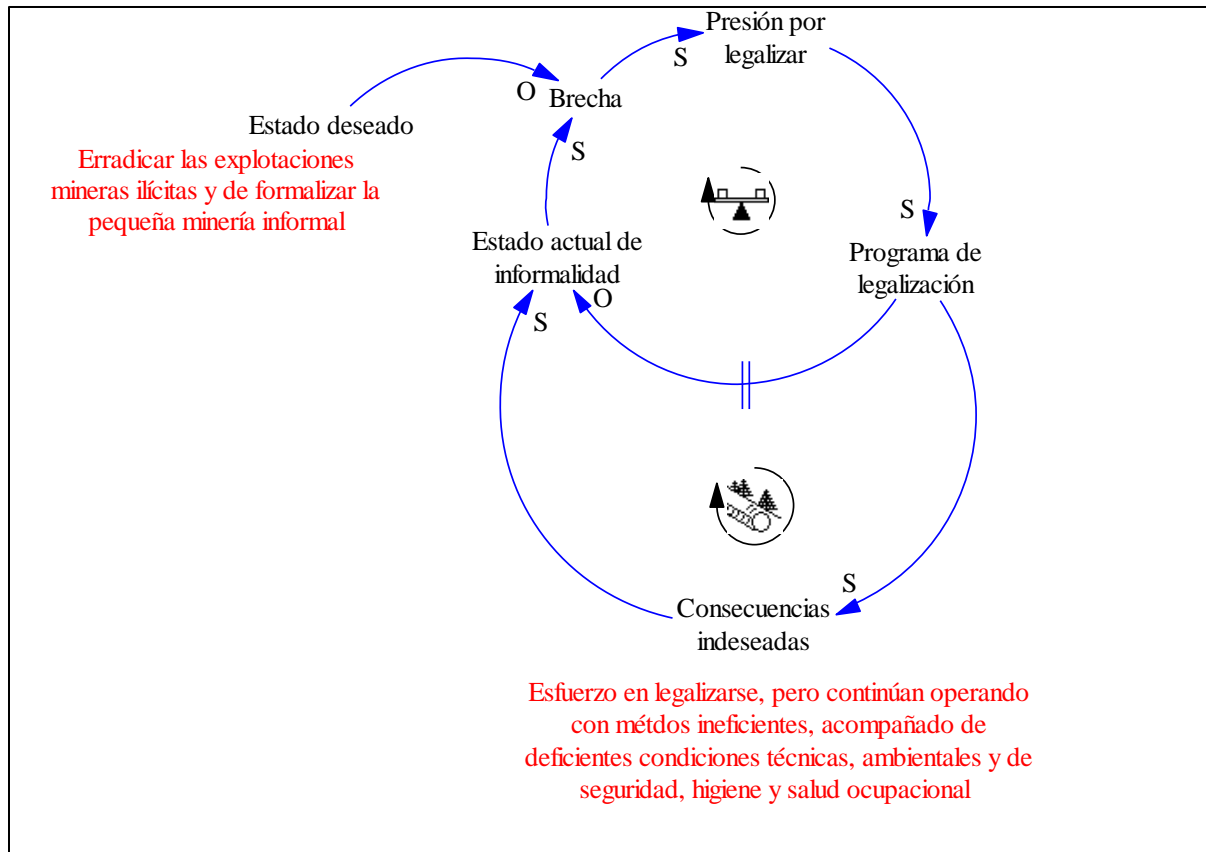 Presión por
legalizar
S
O
Brecha
Estado deseado
S
Erradicar las explotaciones
mineras ilícitas y de formalizar la
pequeña minería informal
S
Estado actual de
informalidad
Programa de
legalización
O
S
S
Consecuencias
indeseadas
Esfuerzo en legalizarse, pero continúan operando
con métdos ineficientes, acompañado de
deficientes condiciones técnicas, ambientales y de
seguridad, higiene y salud ocupacional